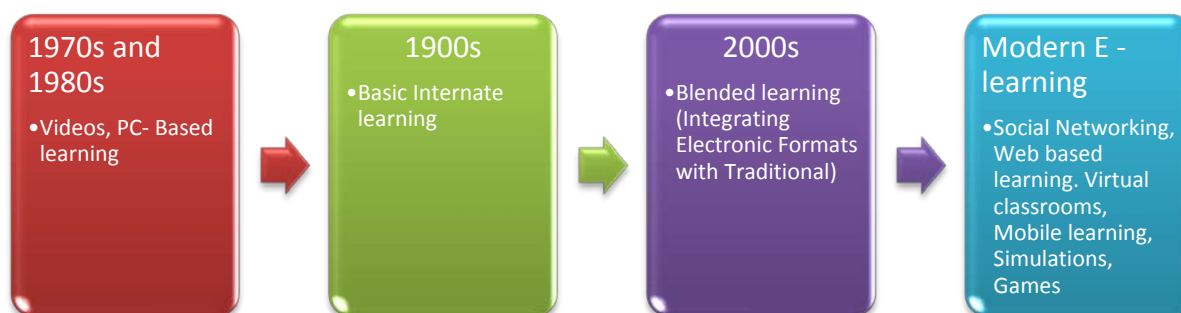 1970s and
1980s
•Videos, PC- Based
learning
1900s
•Basic Internate
learning
2000s
•Blended learning
(Integrating
Electronic Formats
with Traditional)
Modern E -
learning
•Social Networking,
Web based
learning. Virtual
classrooms,
Mobile learning,
Simulations,
Games